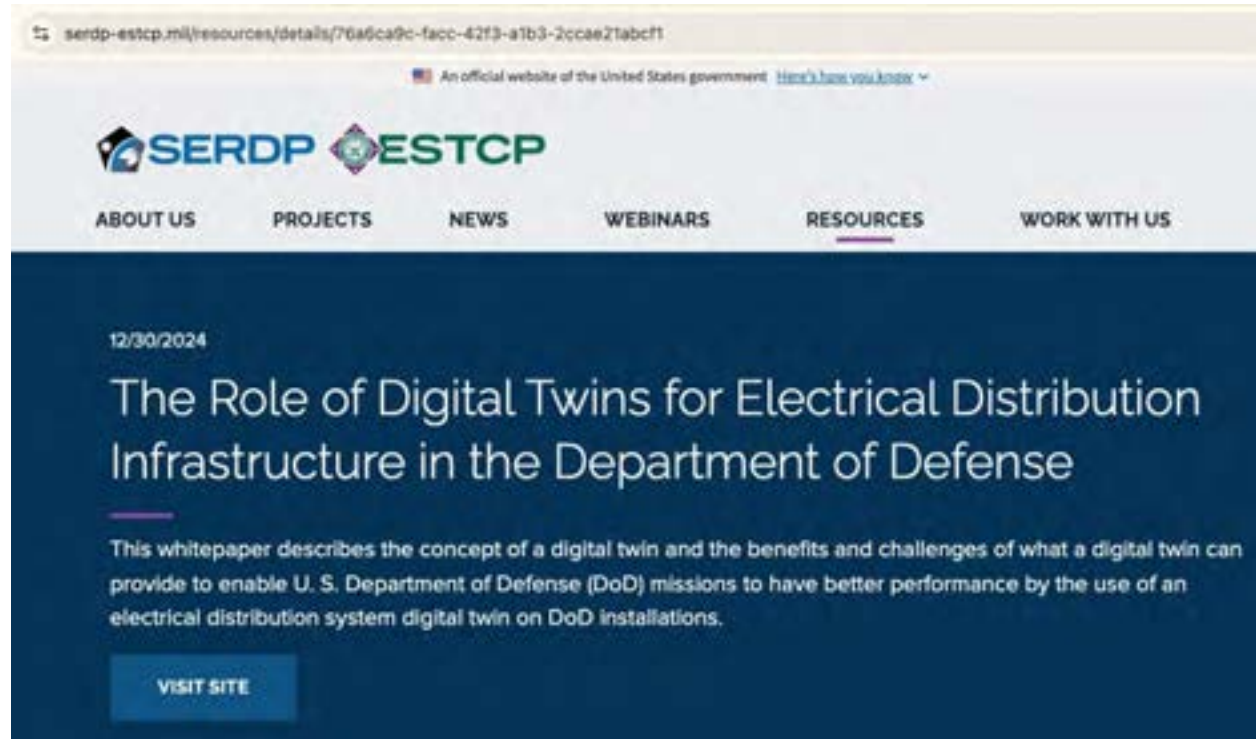 serdp-estcp.mil/resources/details/76a6ca9c-facc-42f3-a1b3-2ccae21abcf1
An official website of the United States government Here's how you know
SERDP ESTCP
ABOUT US PROJECTS NEWS WEBINARS RESOURCES WORK WITH US
12/30/2024
The Role of Digital Twins for Electrical Distribution
Infrastructure in the Department of Defense
This whitepaper describes the concept of a digital twin and the benefits and challenges of what a digital twin can
provide to enable U. S. Department of Defense (DoD) missions to have better performance by the use of an
electrical distribution system digital twin on DoD installations.
VISIT SITE